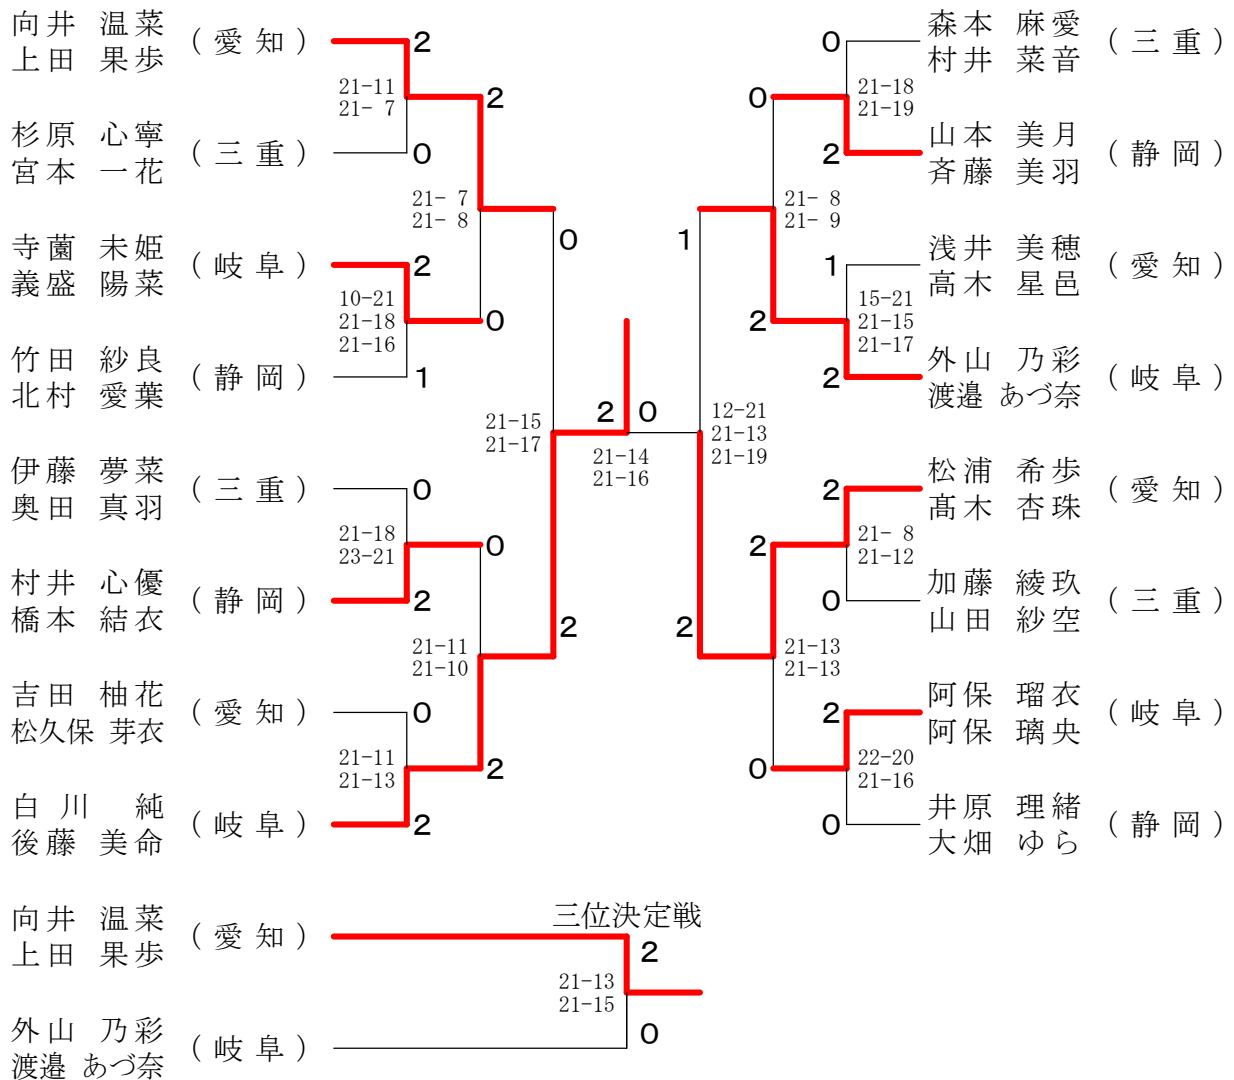 向井 温菜
上田 果歩
(愛知)
2
21-11
21- 7
杉原 心寧
宮本 一花
(三重)
0
2
21- 7
21- 8
寺薗 未姫
義盛 陽菜
(岐阜)
2
10-21
21-18
21-16
0
竹田 紗良
北村 愛葉
(静岡)
1
0
21-15
21-17
伊藤 夢菜
奥田 真羽
(三重)
0
21-18
23-21
0
村井 心優
橋本 結衣
(静岡)
2
21-11
21-10
2
吉田 柚花
松久保 芽衣
(愛知)
0
21-11
21-13
2
白川 純
後藤 美命
(岐阜)
2
2 0
21-14
21-16
森本 麻愛
村井 菜音
(三重)
0
21-18
21-19
0
山本 美月
斉藤 美羽
(静岡)
2
21- 8
21- 9
1
浅井 美穂
高木 星邑
(愛知)
1
15-21
21-15
21-17
2
外山 乃彩
渡邉 あづ奈
(岐阜)
2
12-21
21-13
21-19
松浦 希歩
髙木 杏珠
(愛知)
2
21- 8
21-12
2
加藤 綾玖
山田 紗空
(三重)
0
2
21-13
21-13
阿保 瑠衣
阿保 璃央
(岐阜)
2
22-20
21-16
0
井原 理緒
大畑 ゆら
(静岡)
0
三位決定戦
向井 温菜
上田 果歩
(愛知)
2
21-13
21-15
外山 乃彩
渡邉 あづ奈
(岐阜)
0